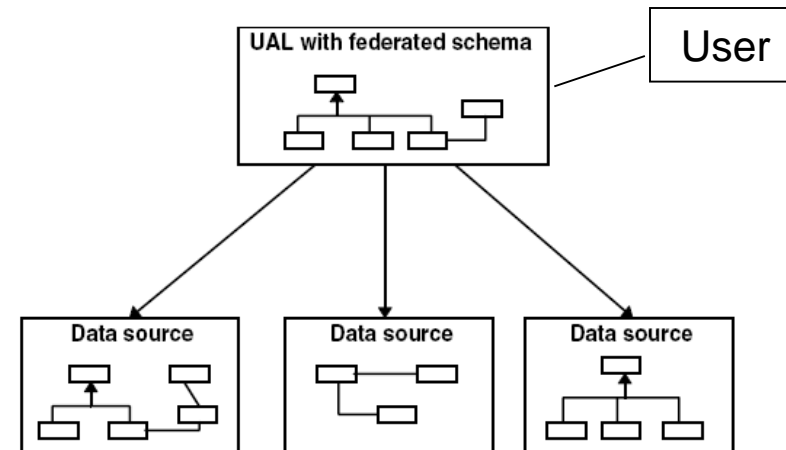 UAL with federated schema
User
Data source
Data source
Data source